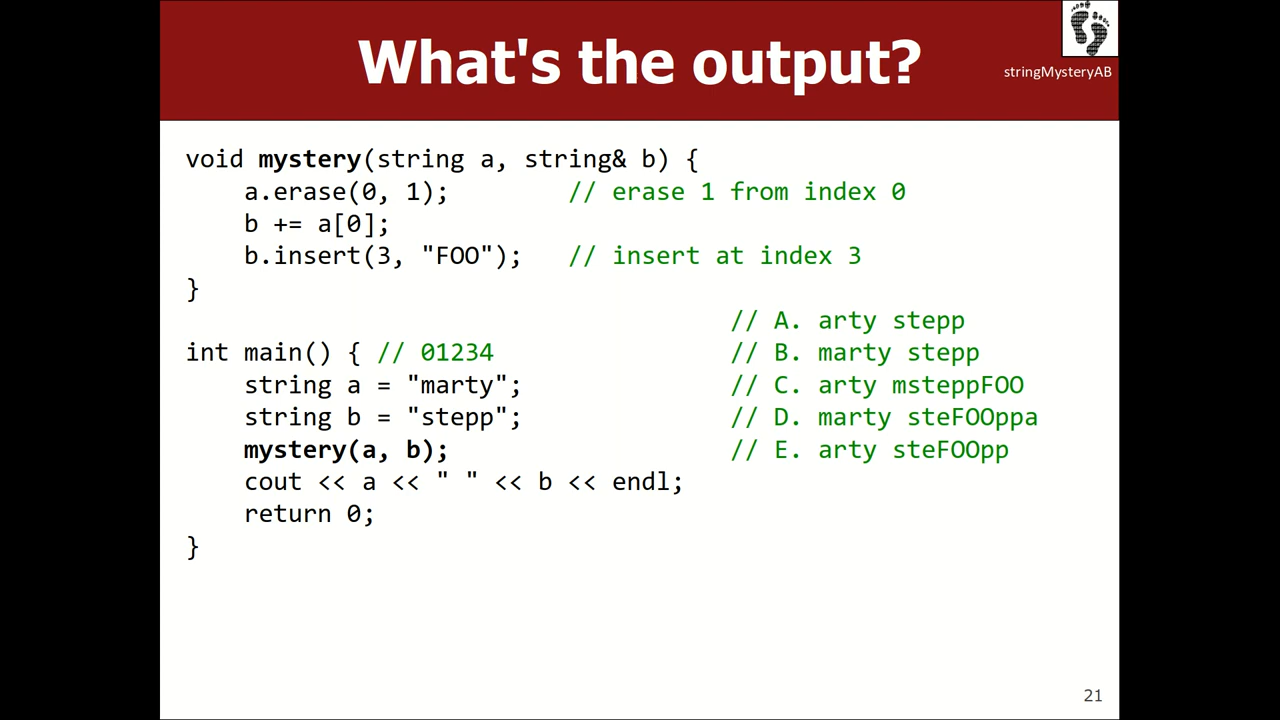 What's the output?
stringMysteryAB
void mystery(string a, string& b) {
a.erase(0, 1);        // erase 1 from index 0
b += a[0];
b.insert(3, "FOO");   // insert at index 3
}
// A. arty stepp
int main() { // 01234                // B. marty stepp
string a = "marty";              // C. arty msteppFOO
string b = "stepp";              // D. marty steFOOppa
mystery(a, b);                   // E. arty steFOOpp
cout << a << " " << b << endl;
return 0;
}
21